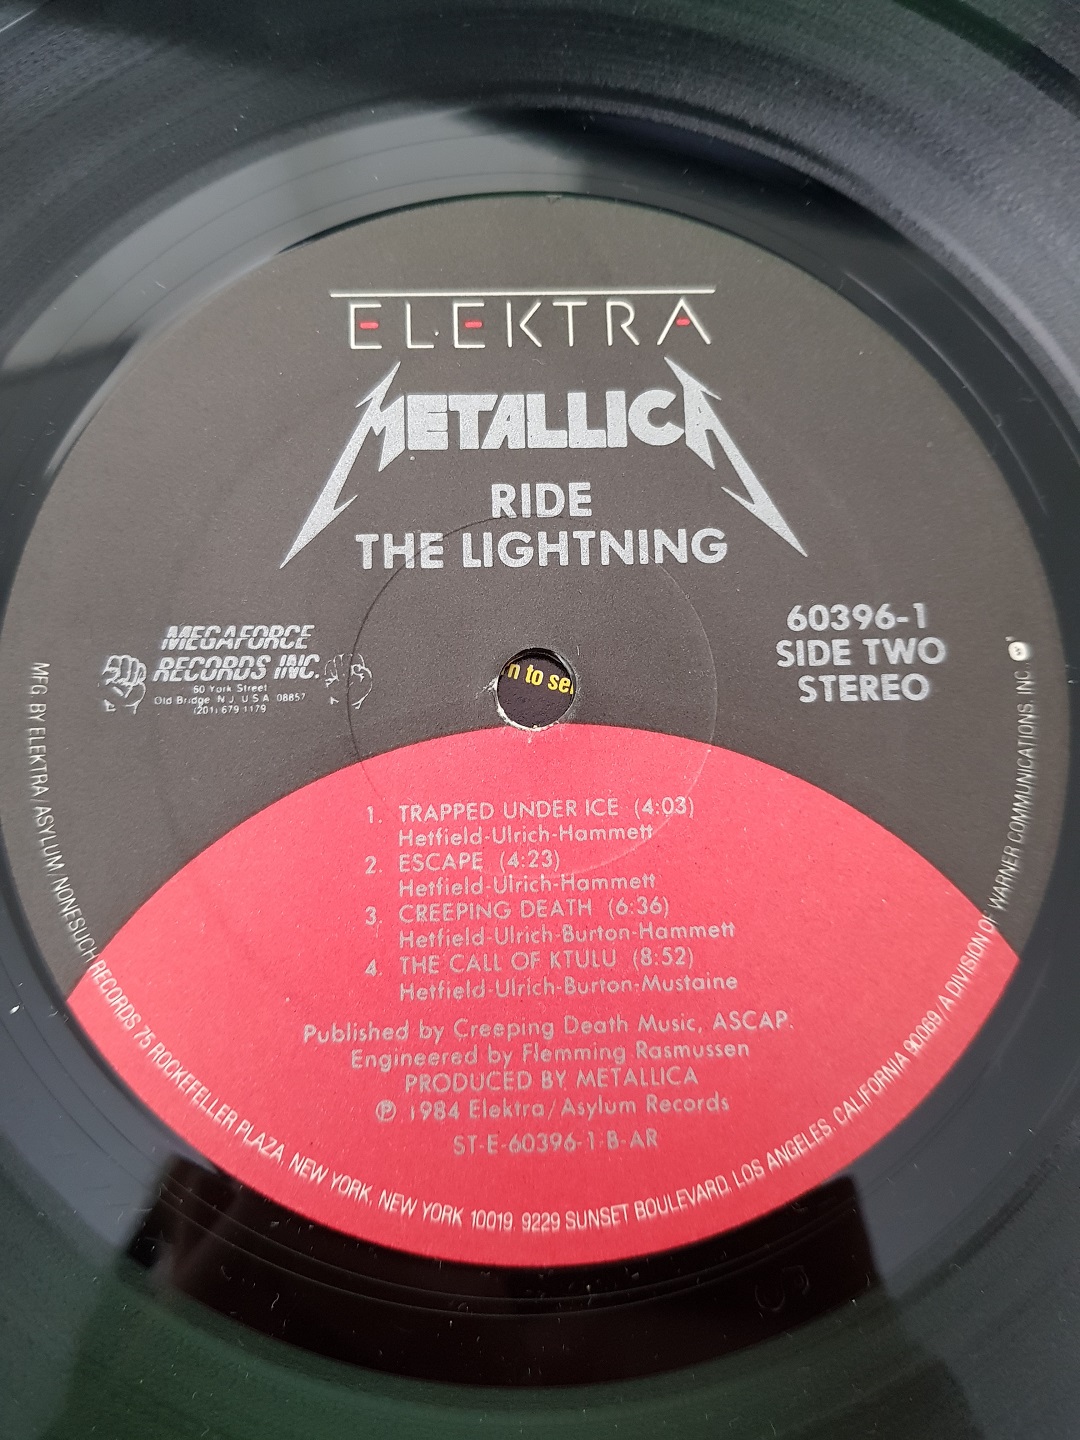 ELEKTRA
METALLICA
RIDE
THE LIGHTNING
MEGAFORCE
RECORDS INC.
60 York Street
Old Bridge N J U S A 08857
(201) 679 1179
60396-1
SIDE TWO
STEREO
n to se
1. TRAPPED UNDER ICE (4:03)
Hetfield-Ulrich-Hammett
2. ESCAPE (4:23)
Hetfield-Ulrich-Hammett
3. CREEPING DEATH (6:36)
Hetfield-Ulrich-Burton-Hammett
4. THE CALL OF KTULU (8:52)
Hetfield-Ulrich-Burton-Mustaine
Published by Creeping Death Music, ASCAP.
Engineered by Flemming Rasmussen
PRODUCED BY METALLICA
℗ 1984 Elektra/Asylum Records
ST-E-60396-1-B-AR
MFG. BY ELEKTRA/ASYLUM/NONESUCH RECORDS 75 ROCKEFELLER PLAZA, NEW YORK, NEW YORK 10019. 9229 SUNSET BOULEVARD, LOS ANGELES, CALIFORNIA 90069/A DIVISION OF WARNER COMMUNICATIONS INC.